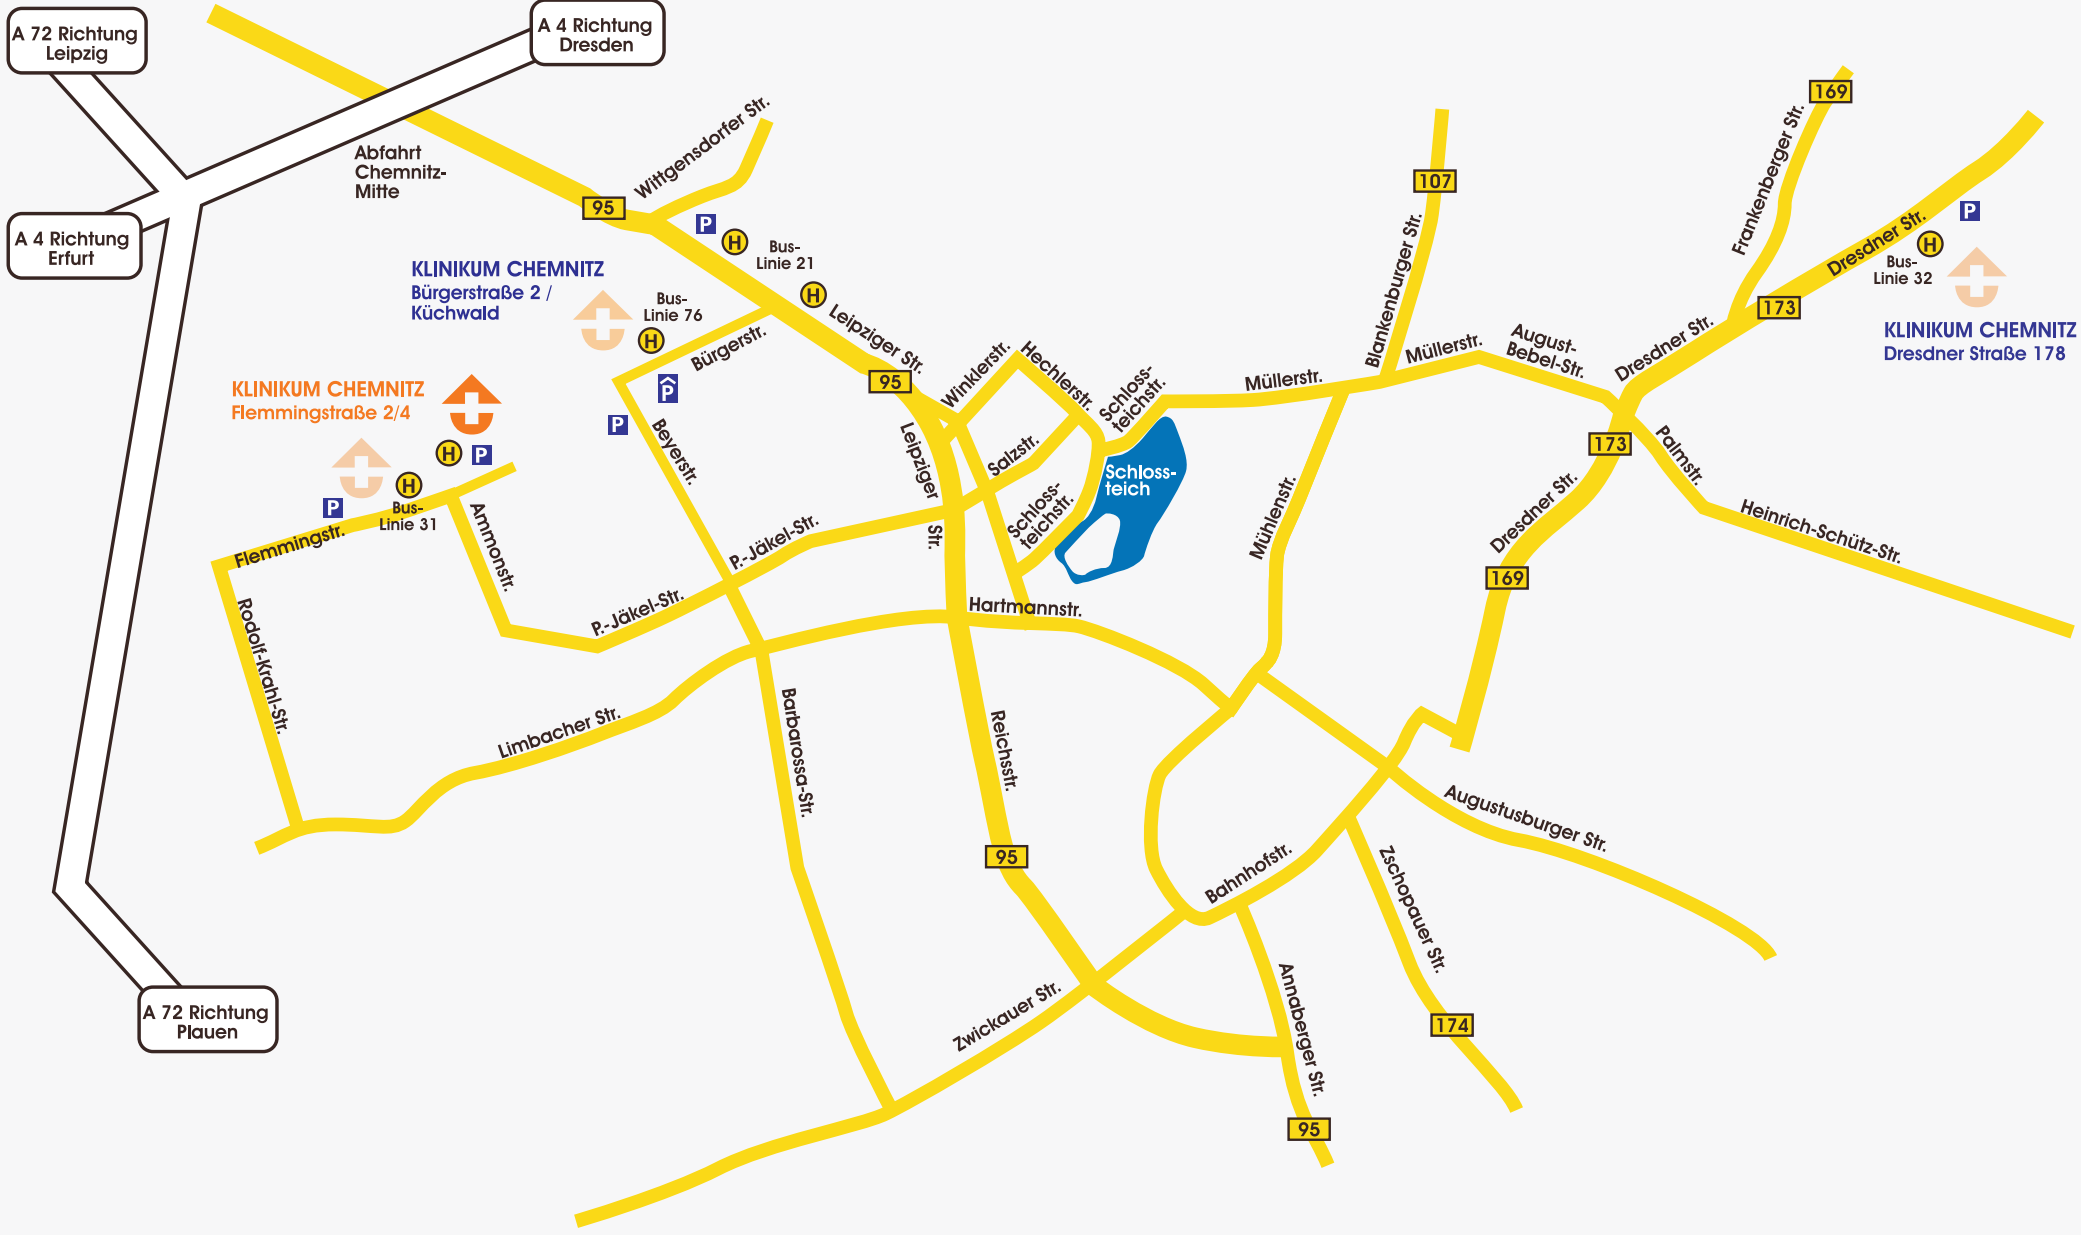 A 72 Richtung
Leipzig
A 4 Richtung
Dresden
A 4 Richtung
Erfurt
A 72 Richtung
Plauen
Abfahrt
Chemnitz-
Mitte
95
Wittgensdorfer Str.
P
H
Bus-
Linie 21
H
KLINIKUM CHEMNITZ
Bürgerstraße 2 /
Küchwald
Bus-
Linie 76
H
Bürgerstr.
P
P
Leipziger Str.
95
KLINIKUM CHEMNITZ
Flemmingstraße 2/4
H
P
H
P
Bus-
Linie 31
Flemmingstr.
Ammonstr.
Rodolf-Krahl-Str.
Beyerstr.
P.-Jäkel-Str.
P.-Jäkel-Str.
Limbacher Str.
Barbarossa-Str.
Leipziger
Str.
Winklerstr.
Hechlerstr.
Salzstr.
Schloss-
teichstr.
Schloss-
teichstr.
Schloss-
teich
Hartmannstr.
Reichsstr.
95
Müllerstr.
Mühlenstr.
Blankenburger Str.
107
Müllerstr.
August-
Bebel-Str.
Frankenberger Str.
169
Dresdner Str.
P
H
Bus-
Linie 32
173
KLINIKUM CHEMNITZ
Dresdner Straße 178
Dresdner Str.
173
Palmstr.
Heinrich-Schütz-Str.
Dresdner Str.
169
Augustusburger Str.
Bahnhofstr.
Zschopauer Str.
174
Zwickauer Str.
Annaberger Str.
95